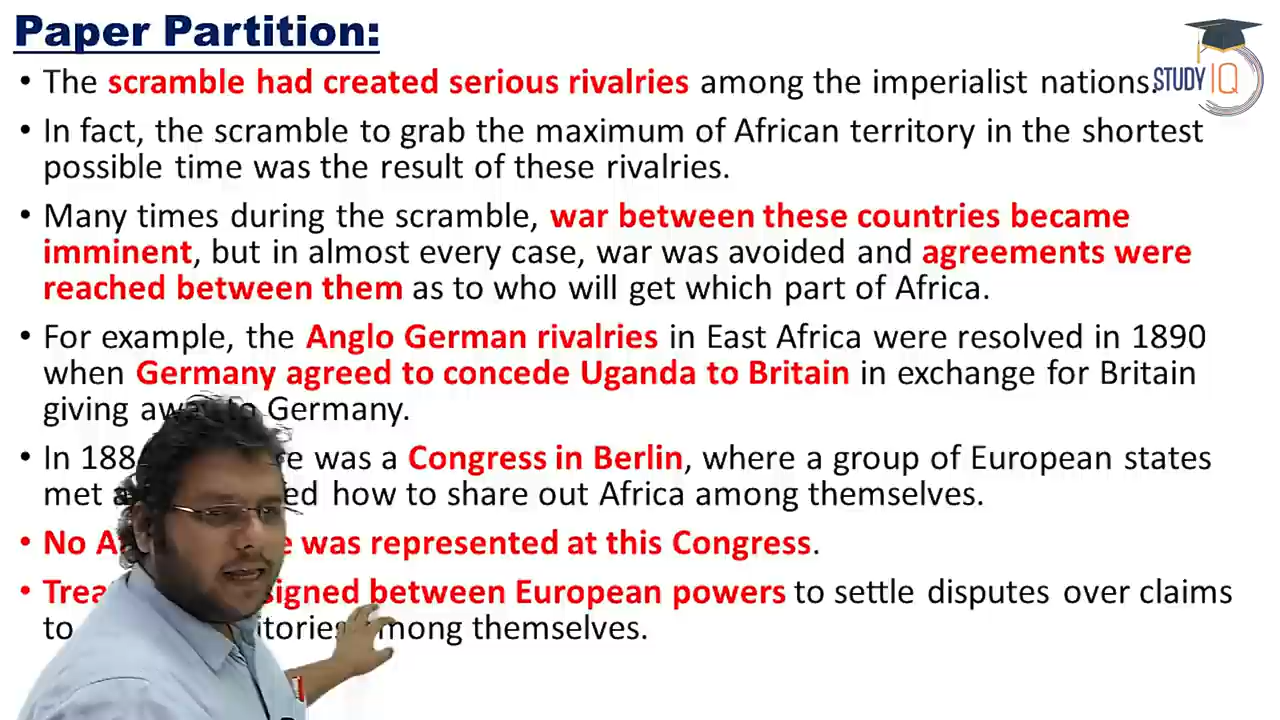 Paper Partition:
• The scramble had created serious rivalries among the imperialist nations.
STUDY IQ
• In fact, the scramble to grab the maximum of African territory in the shortest
possible time was the result of these rivalries.
• Many times during the scramble, war between these countries became
imminent, but in almost every case, war was avoided and agreements were
reached between them as to who will get which part of Africa.
• For example, the Anglo German rivalries in East Africa were resolved in 1890
when Germany agreed to concede Uganda to Britain in exchange for Britain
giving away to Germany.
• In 188 was a Congress in Berlin, where a group of European states
met how to share out Africa among themselves.
• No was represented at this Congress.
• signed between European powers to settle disputes over claims
to among themselves.